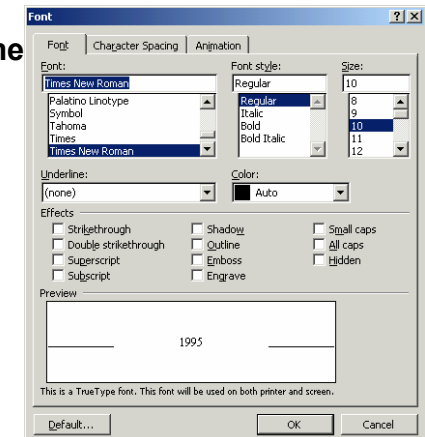 Font
ne
Font Character Spacing Animation
Font: Font style: Size:
Times New Roman Regular 10
Palatino Linotype Regular 8
Symbol Italic 9
Tahoma Bold 10
Times Bold Italic 11
Times New Roman 12
Underline: Color:
(none) Auto
Effects
Strikethrough Shadow Small caps
Double strikethrough Outline All caps
Superscript Emboss Hidden
Subscript Engrave
Preview
1995
This is a TrueType font. This font will be used on both printer and screen.
Default... OK Cancel